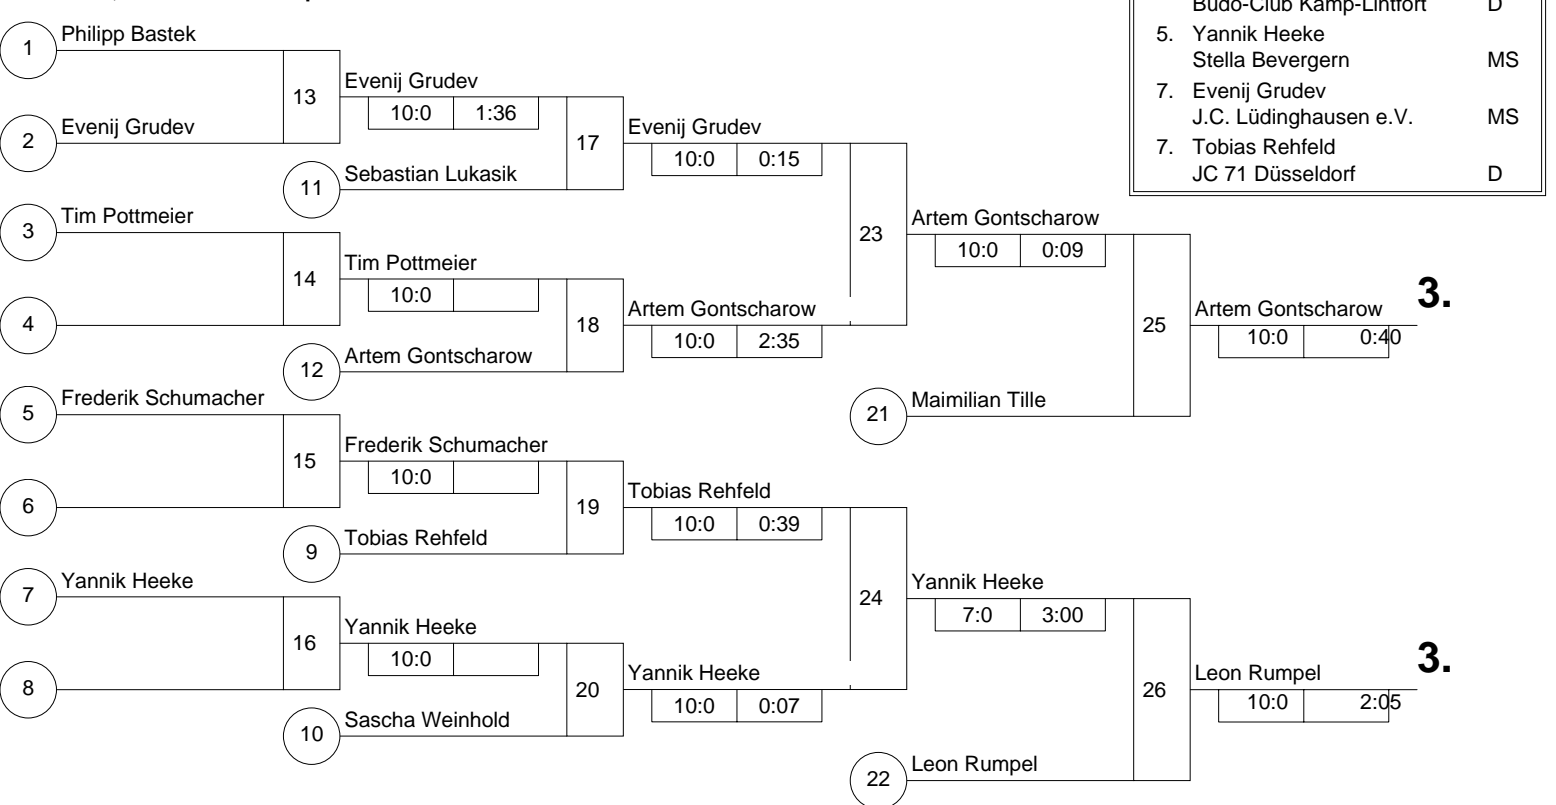 Budo-Club Kamp-Lintfort D
5. Yannik Heeke
Stella Bevergern MS
7. Evenij Grudev
J.C. Lüdinghausen e.V. MS
7. Tobias Rehfeld
JC 71 Düsseldorf D
1 Philipp Bastek
13 Evenij Grudev
10:0 1:36
2 Evenij Grudev
17 Evenij Grudev
10:0 0:15
11 Sebastian Lukasik
3 Tim Pottmeier
23 Artem Gontscharow
10:0 0:09
14 Tim Pottmeier
10:0
4
18 Artem Gontscharow
10:0 2:35
25 Artem Gontscharow 3.
10:0 0:40
12 Artem Gontscharow
5 Frederik Schumacher
21 Maimilian Tille
15 Frederik Schumacher
10:0
6
19 Tobias Rehfeld
10:0 0:39
9 Tobias Rehfeld
7 Yannik Heeke
24 Yannik Heeke
7:0 3:00
16 Yannik Heeke
10:0
8
20 Yannik Heeke
10:0 0:07
26 Leon Rumpel 3.
10:0 2:05
10 Sascha Weinhold
22 Leon Rumpel